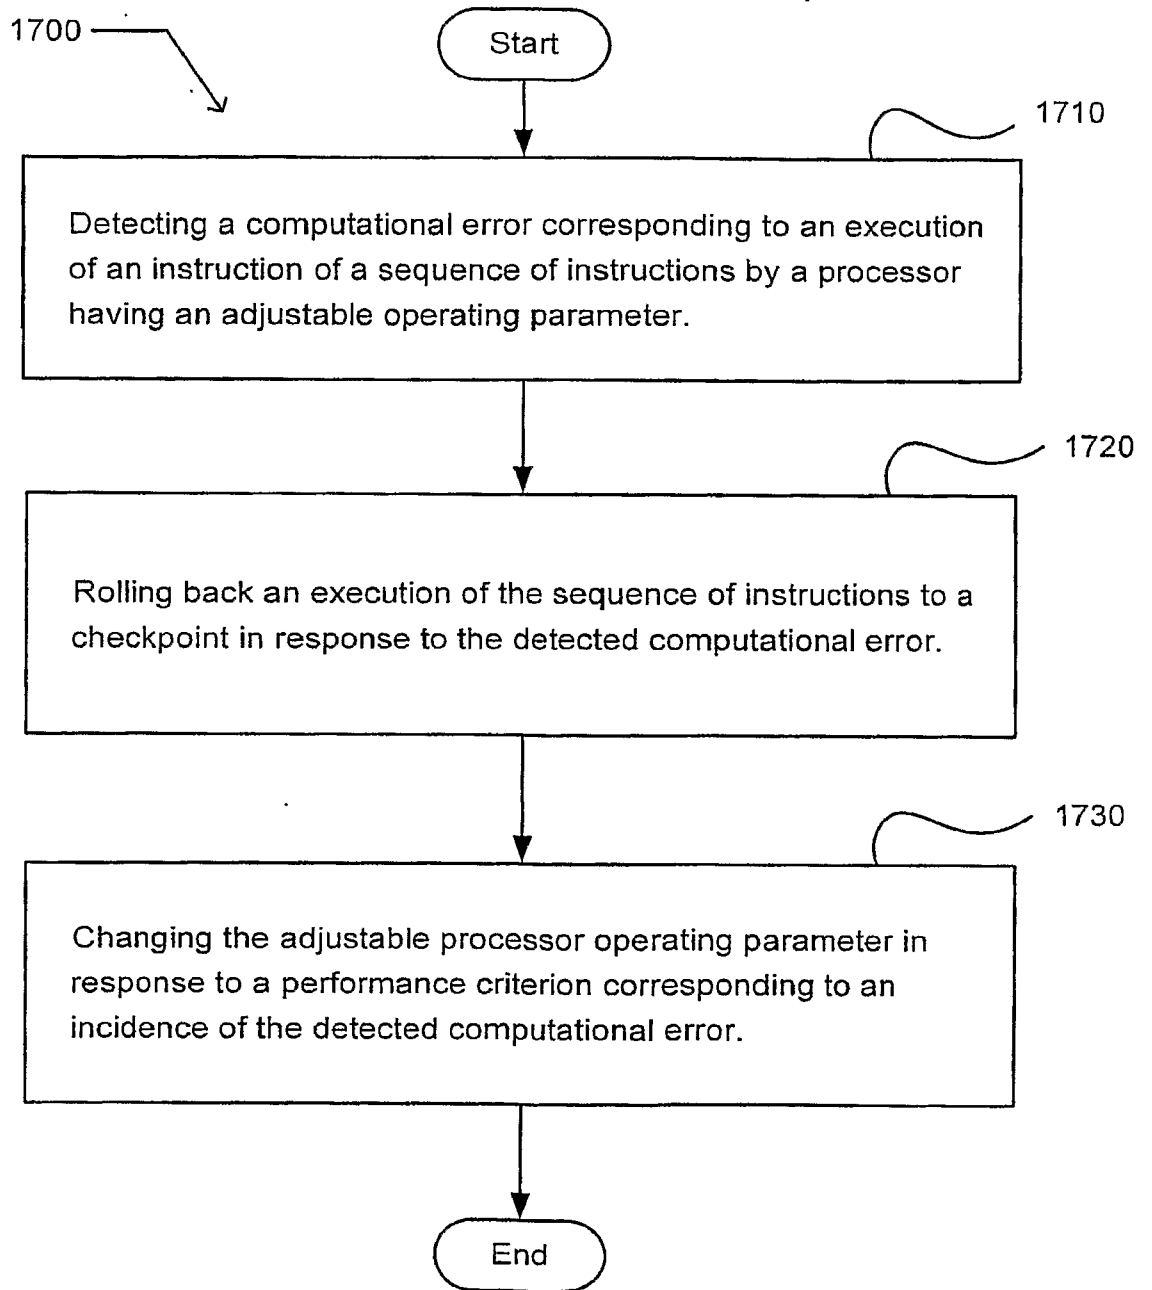 1700
Start
1710
Detecting a computational error corresponding to an execution
of an instruction of a sequence of instructions by a processor
having an adjustable operating parameter.
1720
Rolling back an execution of the sequence of instructions to a
checkpoint in response to the detected computational error.
1730
Changing the adjustable processor operating parameter in
response to a performance criterion corresponding to an
incidence of the detected computational error.
End